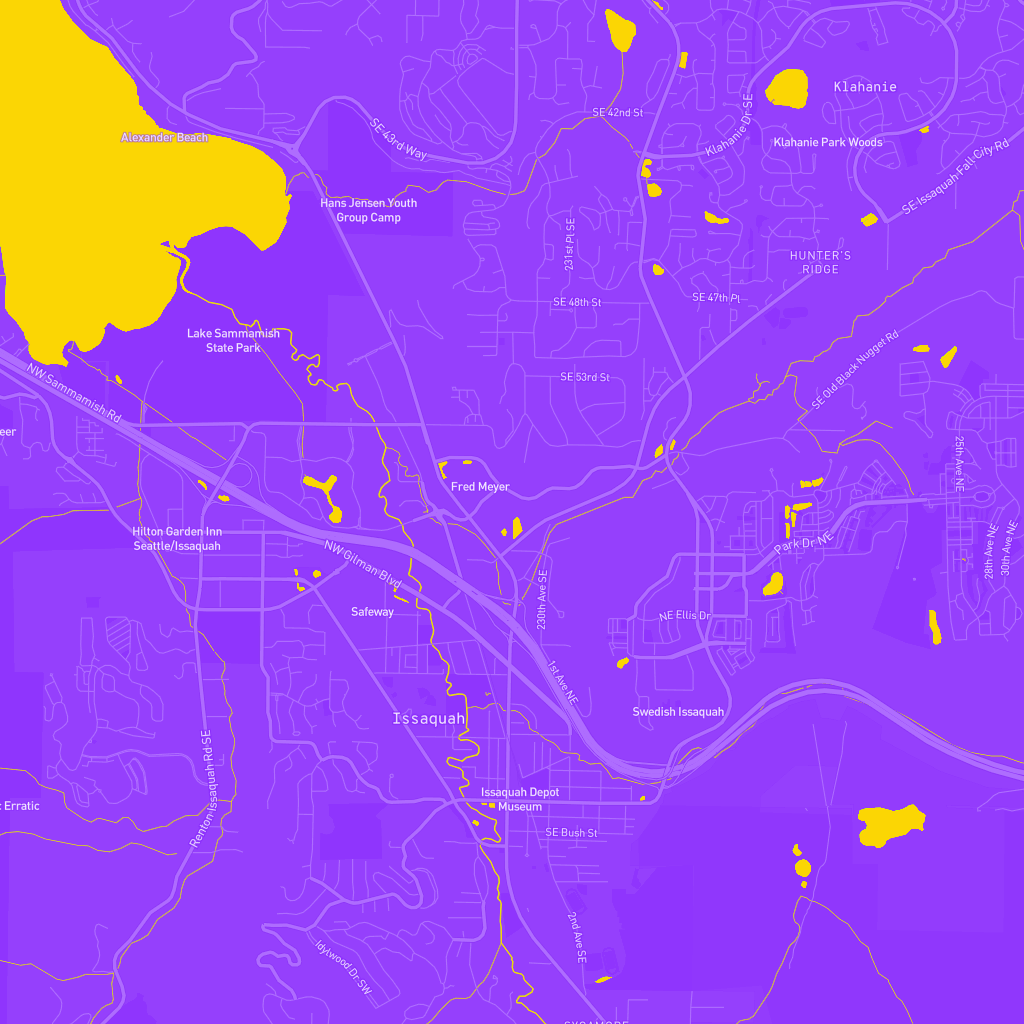 Klahanie
SE 42nd St
Klahanie Dr SE
Alexander Beach
SE 43rd Way
Klahanie Park Woods
SE Issaquah Fall City Rd
Hans Jensen Youth
Group Camp
231st Pl SE
HUNTER'S
RIDGE
SE 48th St
SE 47th Pl
Lake Sammamish
State Park
SE Old Black Nugget Rd
NW Sammamish Rd
SE 53rd St
eer
25th Ave NE
Fred Meyer
Hilton Garden Inn
Seattle/Issaquah
Park Dr NE
28th Ave NE
30th Ave NE
NW Gilman Blvd
230th Ave SE
Safeway
NE Ellis Dr
1st Ave NE
Issaquah
Swedish Issaquah
Renton-Issaquah Rd SE
Issaquah Depot
Museum
Erratic
SE Bush St
2nd Ave SE
Idylwood Dr SW